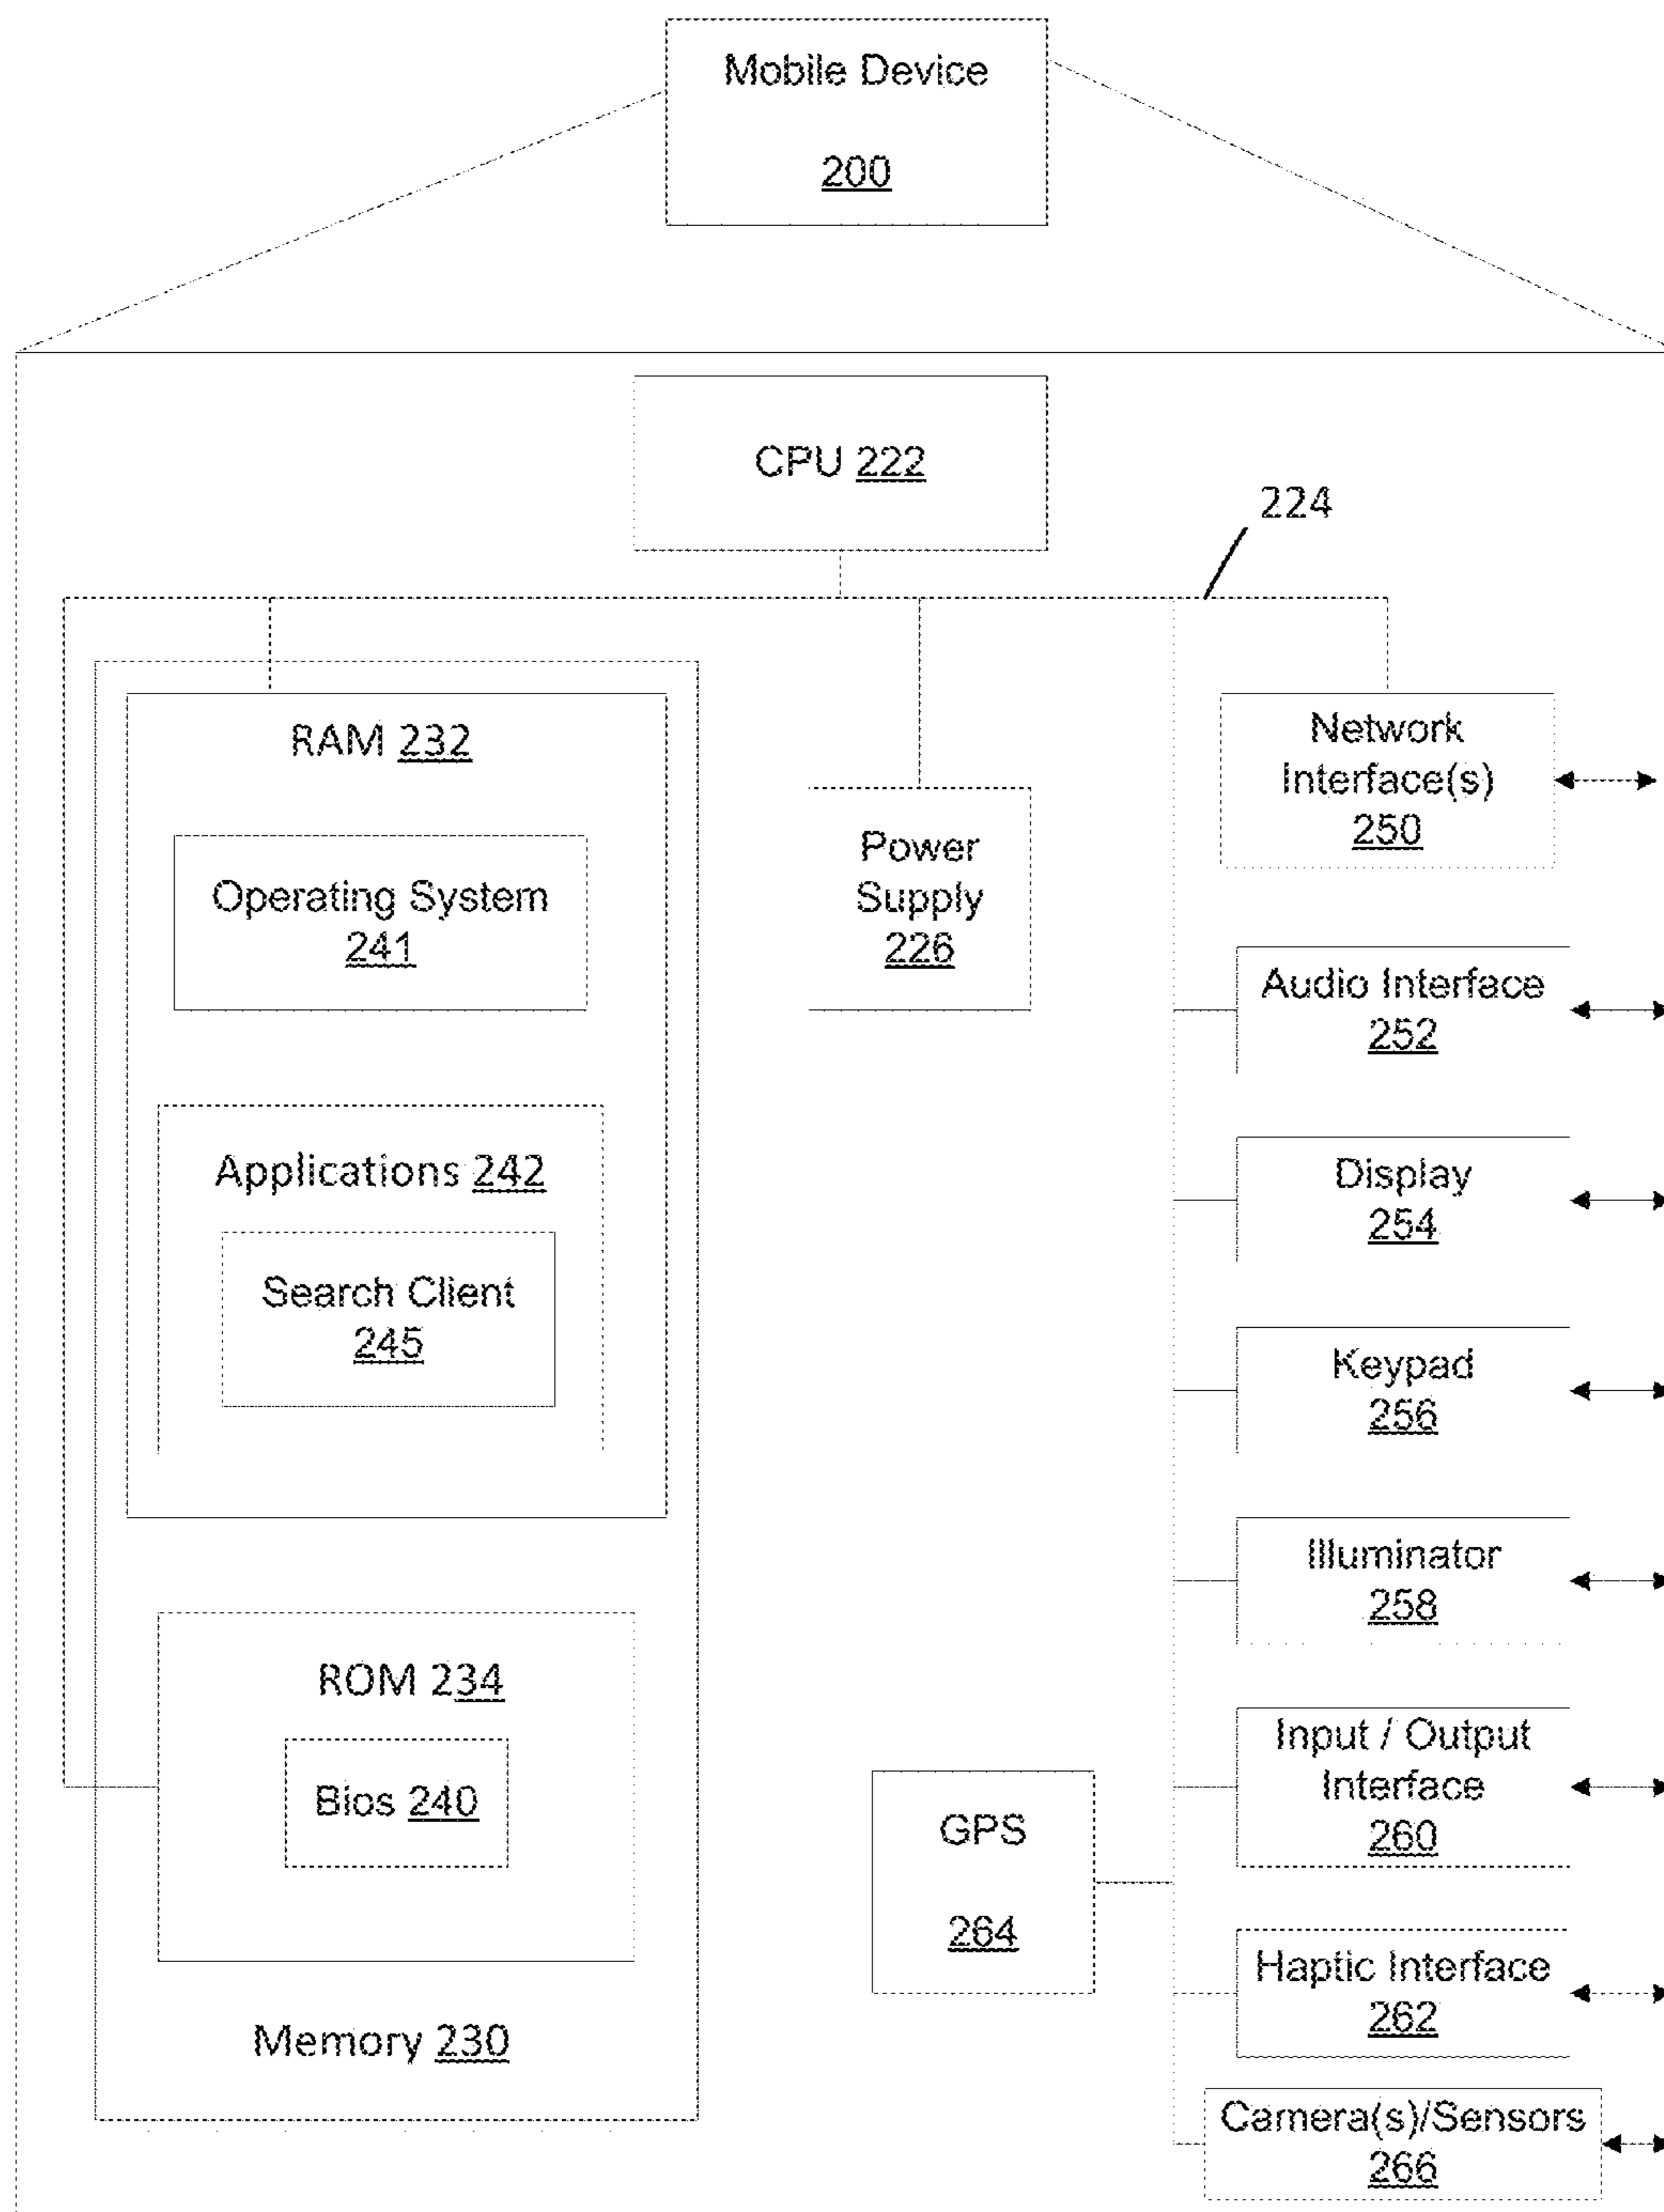 Mobile Device
200
CPU 222
224
RAM 232
Operating System
241
Applications 242
Search Client
245
ROM 234
Bios 240
Memory 230
Power
Supply
226
GPS
264
Network
Interface(s)
250
Audio Interface
252
Display
254
Keypad
256
Illuminator
258
Input / Output
Interface
260
Haptic Interface
262
Camera(s)/Sensors
266